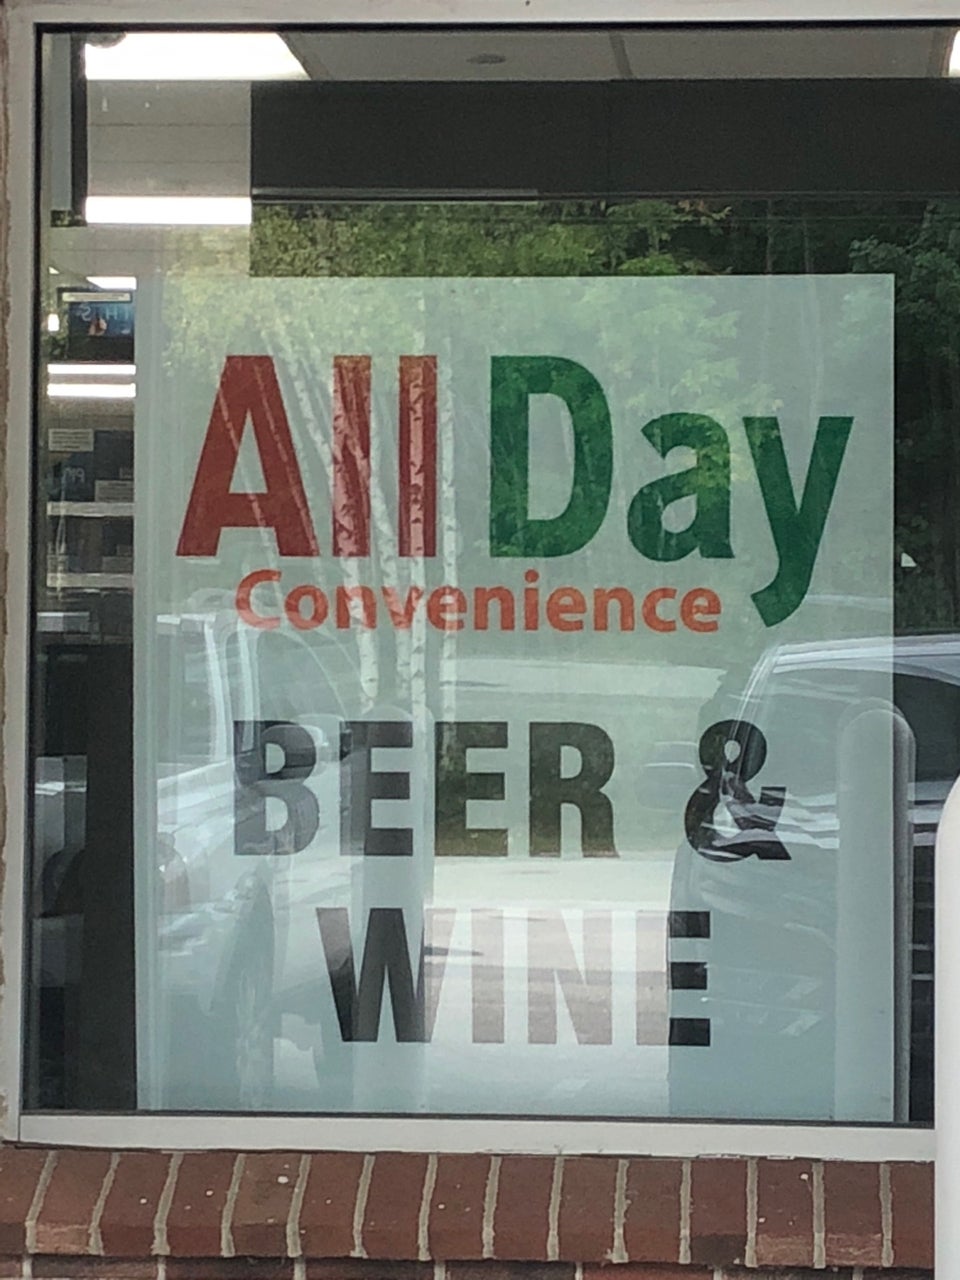 All Day
Convenience
BEER &
WINE